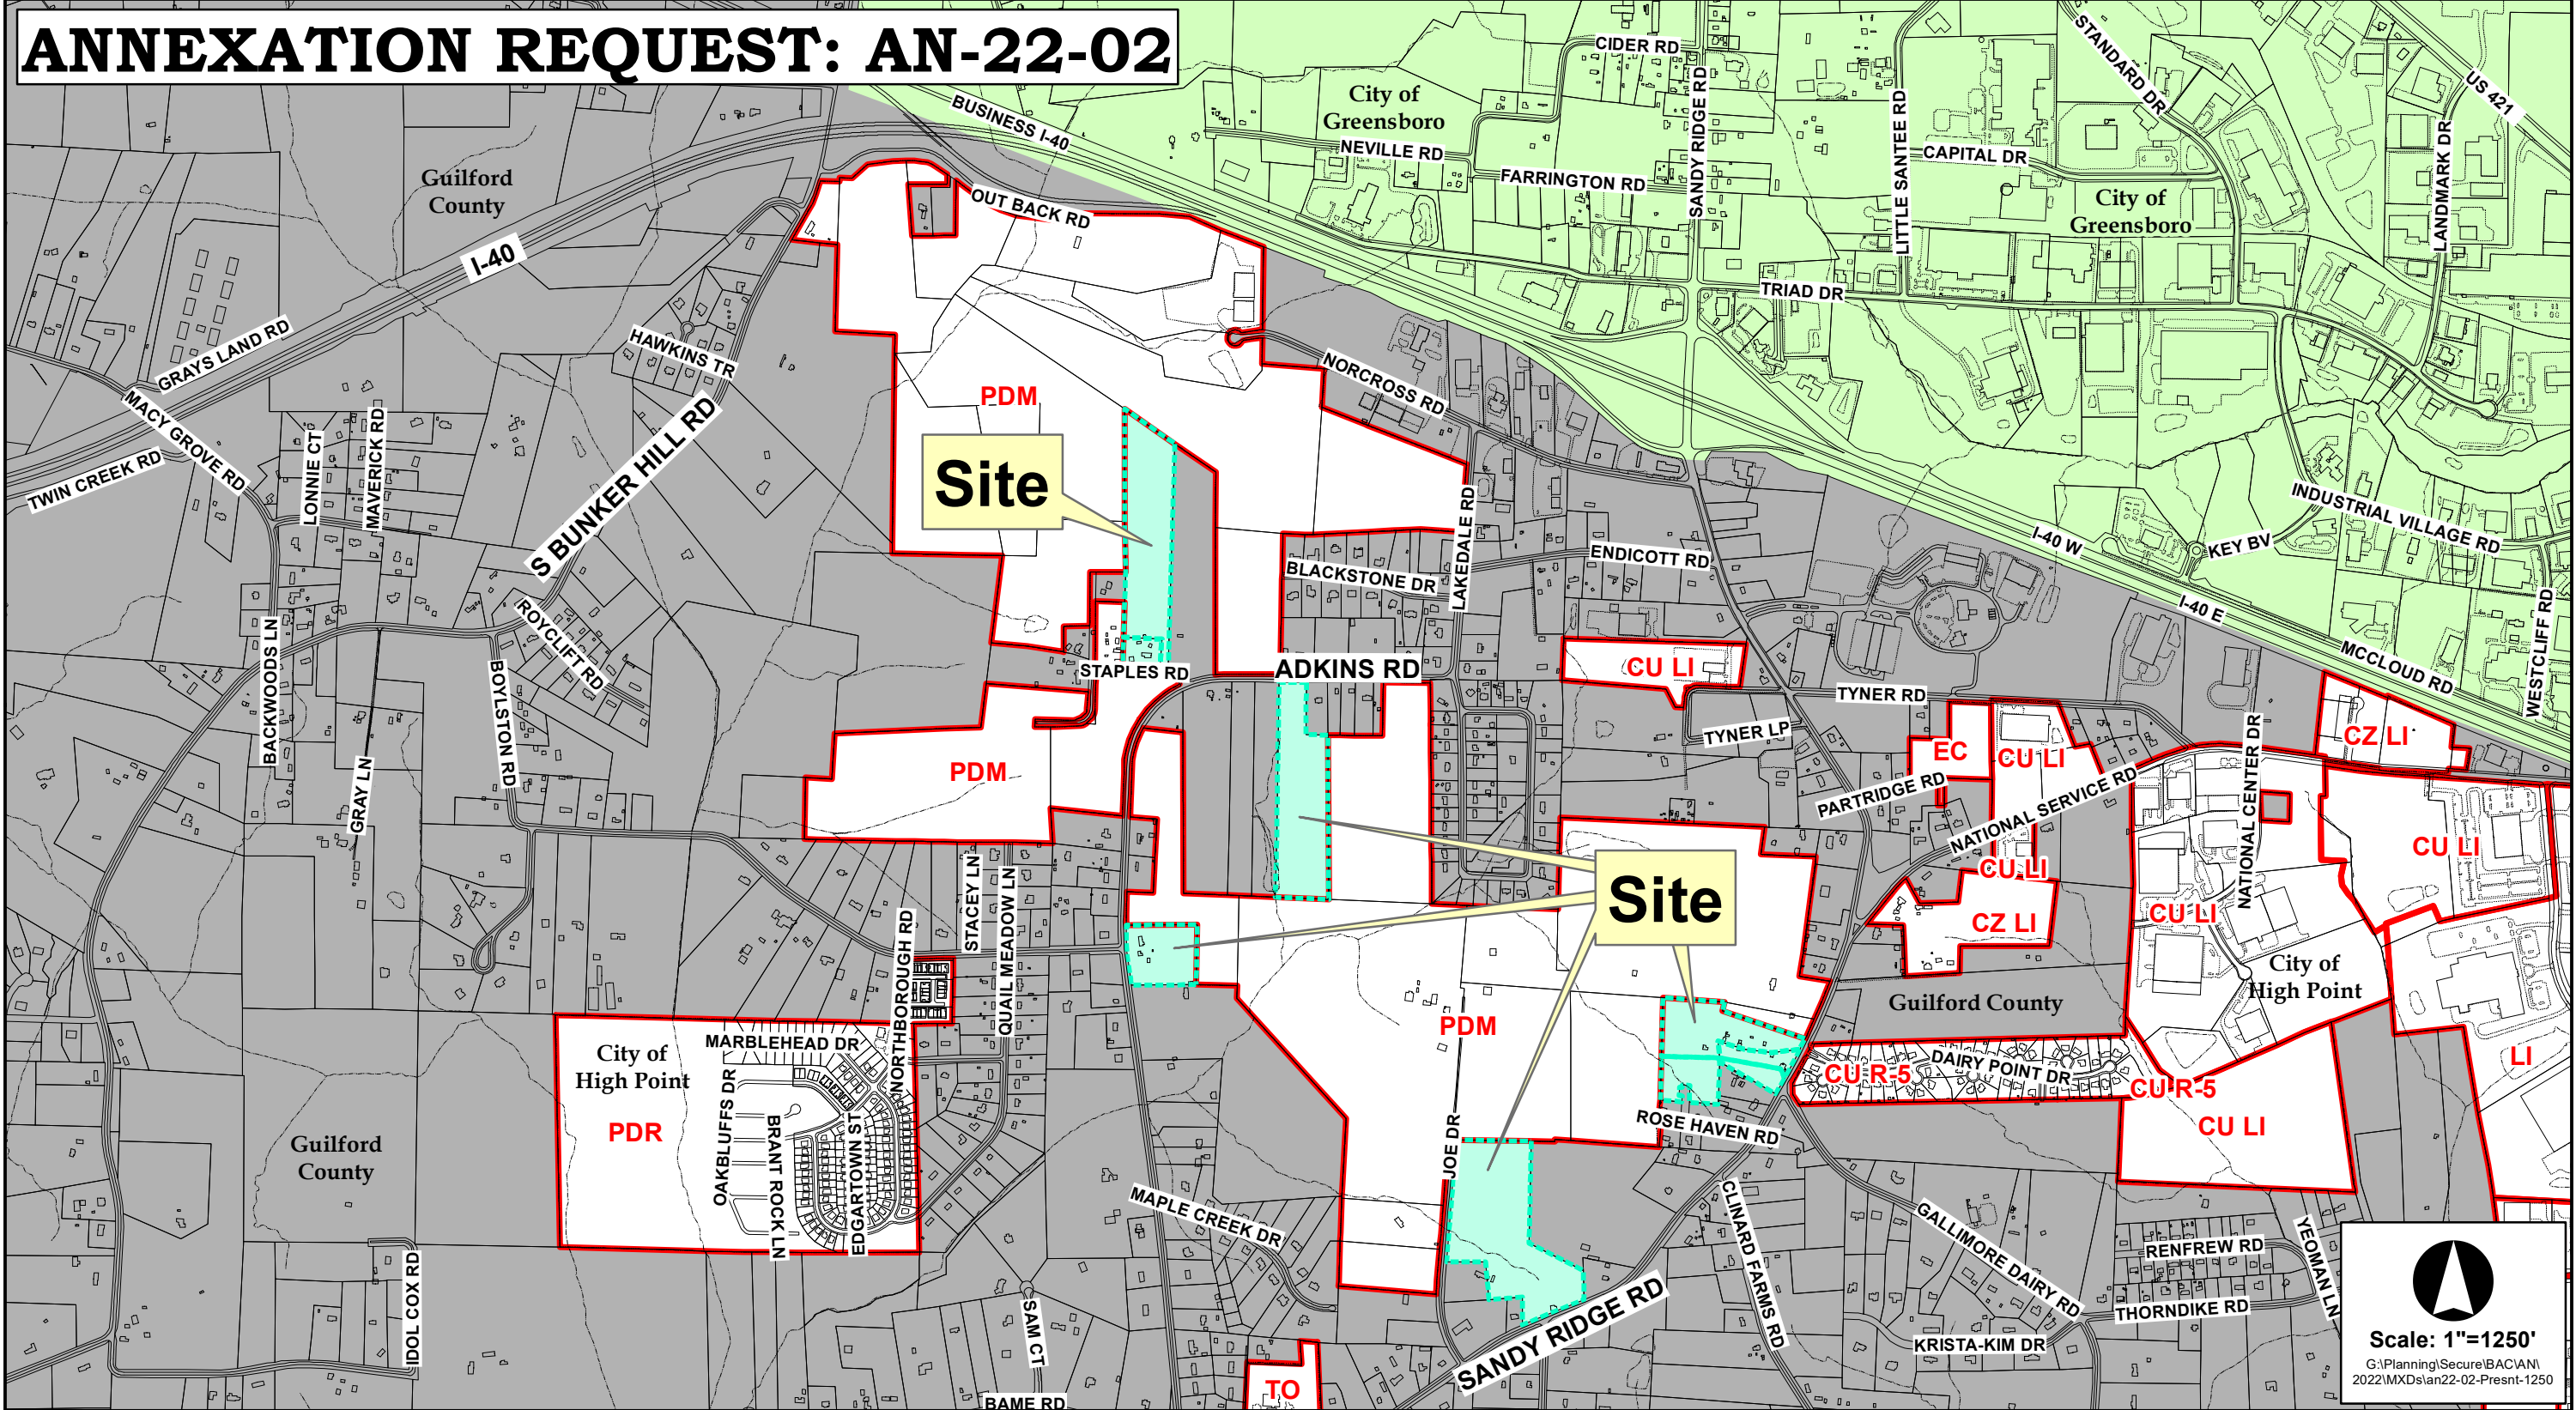 ANNEXATION REQUEST: AN-22-02
CIDER RD
STANDARD DR
US 421
City of
Greensboro
BUSINESS I-40
SANDY RIDGE RD
LITTLE SANTEE RD
LANDMARK DR
NEVILLE RD
CAPITAL DR
FARRINGTON RD
Guilford
County
OUT BACK RD
City of
Greensboro
I-40
TRIAD DR
GRAYS LAND RD
HAWKINS TR
NORCROSS RD
MACY GROVE RD
PDM
LONNIE CT
MAVERICK RD
S BUNKER HILL RD
TWIN CREEK RD
Site
LAKEDALE RD
INDUSTRIAL VILLAGE RD
I-40 W
KEY BV
ENDICOTT RD
BLACKSTONE DR
I-40 E
WESTCLIFF RD
ROYCLIFT RD
BACKWOODS LN
BOYLSTON RD
STAPLES RD
ADKINS RD
CU LI
MCCLOUD RD
TYNER RD
TYNER LP
NATIONAL CENTER DR
CZ LI
EC
CU LI
GRAY LN
PDM
PARTRIDGE RD
NATIONAL SERVICE RD
CU LI
CU LI
STACEY LN
QUAIL MEADOW LN
NORTHBOROUGH RD
Site
CZ LI
CU LI
City of
High Point
Guilford County
PDM
City of
High Point
MARBLEHEAD DR
DAIRY POINT DR
LI
CU R-5
CU R-5
PDR
OAKBLUFFS DR
BRANT ROCK LN
EDGARTOWN ST
JOE DR
ROSE HAVEN RD
CU LI
Guilford
County
MAPLE CREEK DR
CLINARD FARMS RD
GALLIMORE DAIRY RD
RENFREW RD
YEOMAN LN
IDOL COX RD
SAM CT
SANDY RIDGE RD
THORNDIKE RD
KRISTA-KIM DR
TO
BAME RD
Scale: 1"=1250'
G:\Planning\Secure\BAC\AN\
2022\MXDs\an22-02-Presnt-1250